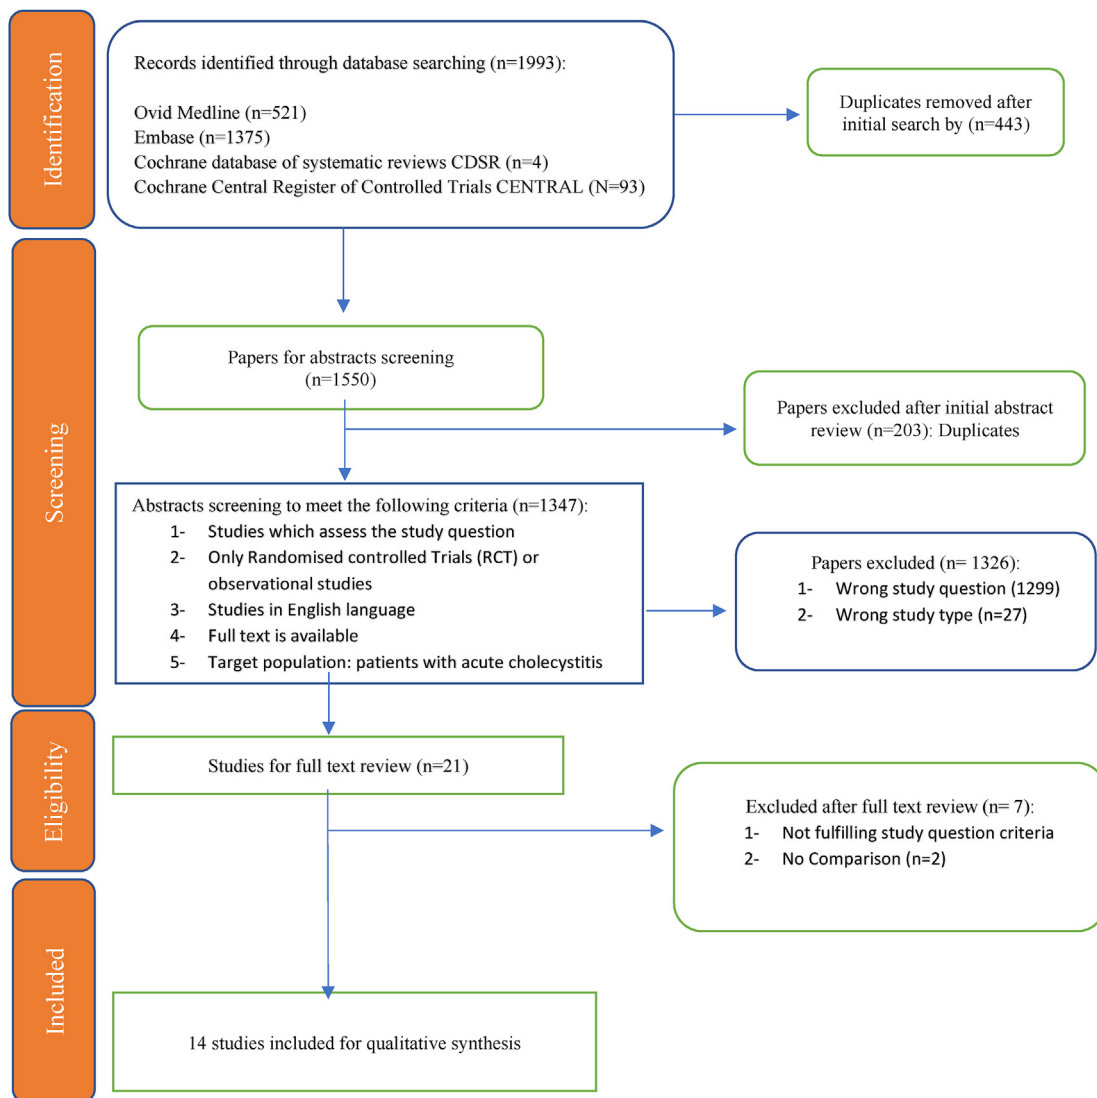 Identification
Records identified through database searching (n=1993):
Ovid Medline (n=521)
Embase (n=1375)
Cochrane database of systematic reviews CDSR (n=4)
Cochrane Central Register of Controlled Trials CENTRAL (N=93)
Duplicates removed after
initial search by (n=443)
Screening
Papers for abstracts screening
(n=1550)
Papers excluded after initial abstract
review (n=203): Duplicates
Abstracts screening to meet the following criteria (n=1347):
1- Studies which assess the study question
2- Only Randomised controlled Trials (RCT) or
observational studies
3- Studies in English language
4- Full text is available
5- Target population: patients with acute cholecystitis
Papers excluded (n= 1326):
1- Wrong study question (1299)
2- Wrong study type (n=27)
Eligibility
Studies for full text review (n=21)
Excluded after full text review (n= 7):
1- Not fulfilling study question criteria
2- No Comparison (n=2)
Included
14 studies included for qualitative synthesis